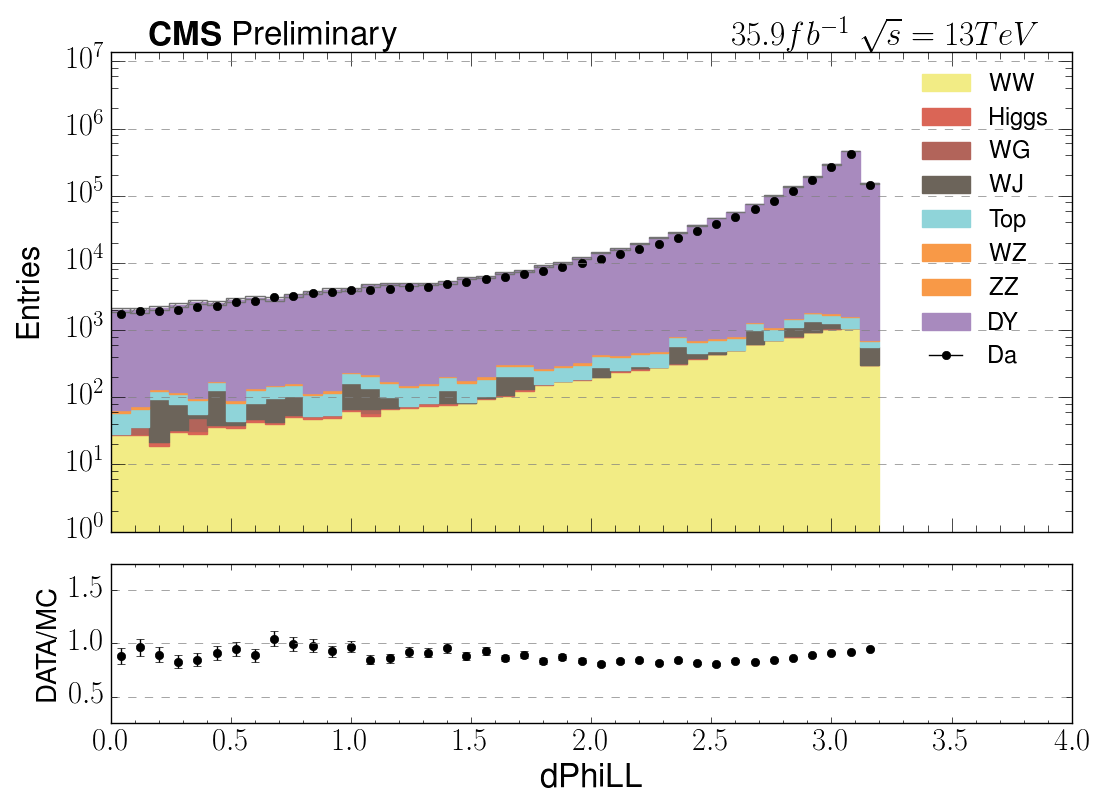 CMS Preliminary 35.9fb⁻¹ √s = 13TeV
10⁷
10⁶
10⁵
10⁴
10³
10²
10¹
10⁰
Entries
WW
Higgs
WG
WJ
Top
WZ
ZZ
DY
Da
1.5
1.0
0.5
DATA/MC
0.0 0.5 1.0 1.5 2.0 2.5 3.0 3.5 4.0
dPhiLL